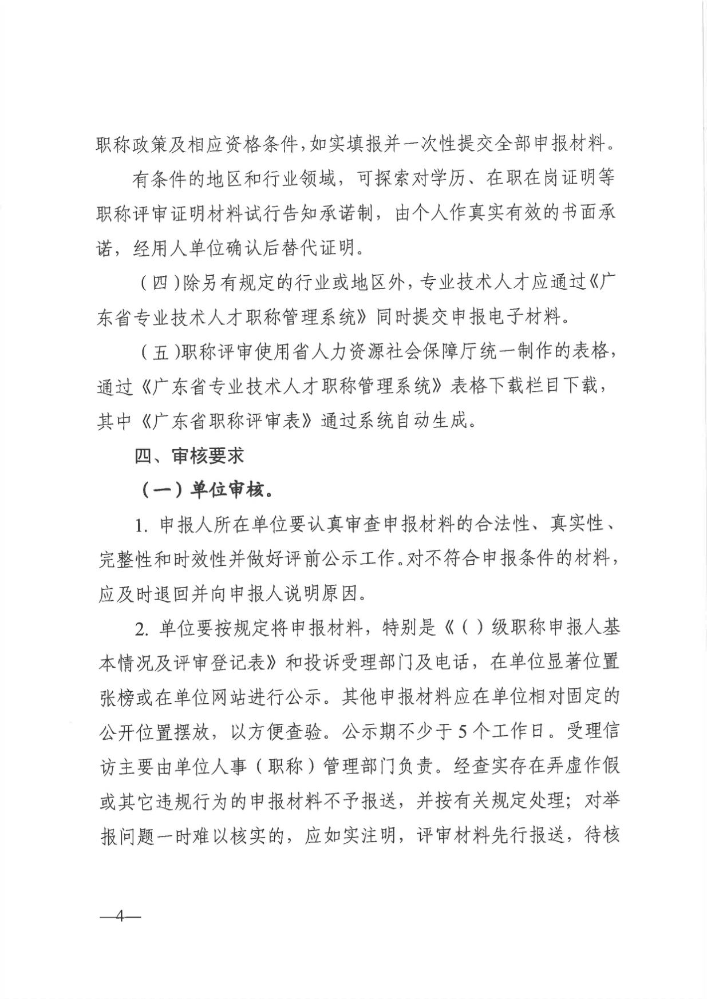 职称政策及相应资格条件，如实填报并一次性提交全部申报材料。
有条件的地区和行业领域，可探索对学历、在职在岗证明等
职称评审证明材料试行告知承诺制，由个人作真实有效的书面承
诺，经用人单位确认后替代证明。
（四）除另有规定的行业或地区外，专业技术人才应通过《广
东省专业技术人才职称管理系统》同时提交申报电子材料。
（五）职称评审使用省人力资源社会保障厅统一制作的表格，
通过《广东省专业技术人才职称管理系统》表格下载栏目下载，
其中《广东省职称评审表》通过系统自动生成。
四、审核要求
（一）单位审核。
1. 申报人所在单位要认真审查申报材料的合法性、真实性、
完整性和时效性并做好评前公示工作。对不符合申报条件的材料，
应及时退回并向申报人说明原因。
2. 单位要按规定将申报材料，特别是《（）级职称申报人基
本情况及评审登记表》和投诉受理部门及电话，在单位显著位置
张榜或在单位网站进行公示。其他申报材料应在单位相对固定的
公开位置摆放，以方便查验。公示期不少于 5 个工作日。受理信
访主要由单位人事（职称）管理部门负责。经查实存在弄虚作假
或其它违规行为的申报材料不予报送，并按有关规定处理；对举
报问题一时难以核实的，应如实注明，评审材料先行报送，待核
—4—